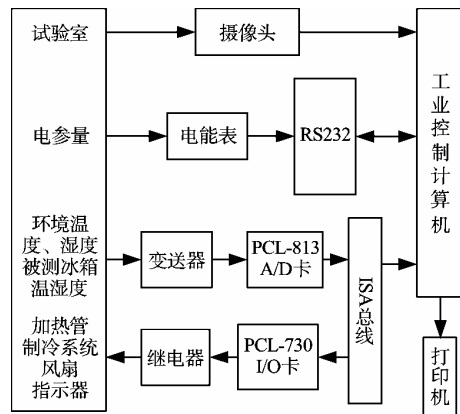 试验室
摄像头
电参量
电能表
RS232
工业控制计算机
环境温
度、湿度
被测冰箱
温湿度
变送器
PCL-813
A/D卡
ISA总线
加热管
制冷系统
风扇
指示器
继电器
PCL-730
I/O卡
打印机